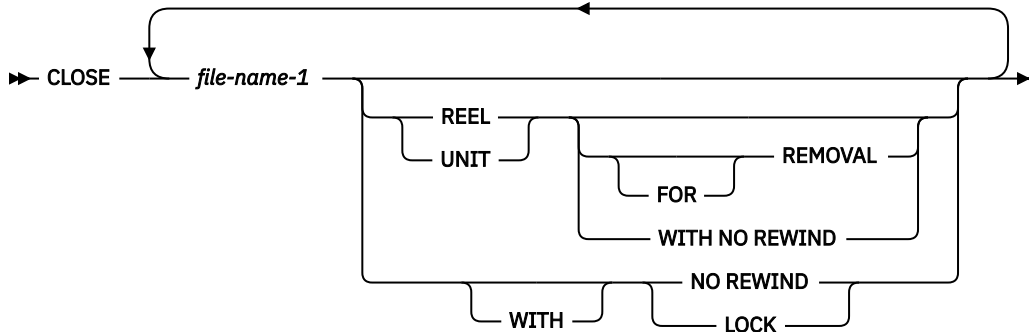 CLOSE file-name-1
REEL
UNIT
REMOVAL
FOR
WITH NO REWIND
NO REWIND
WITH
LOCK